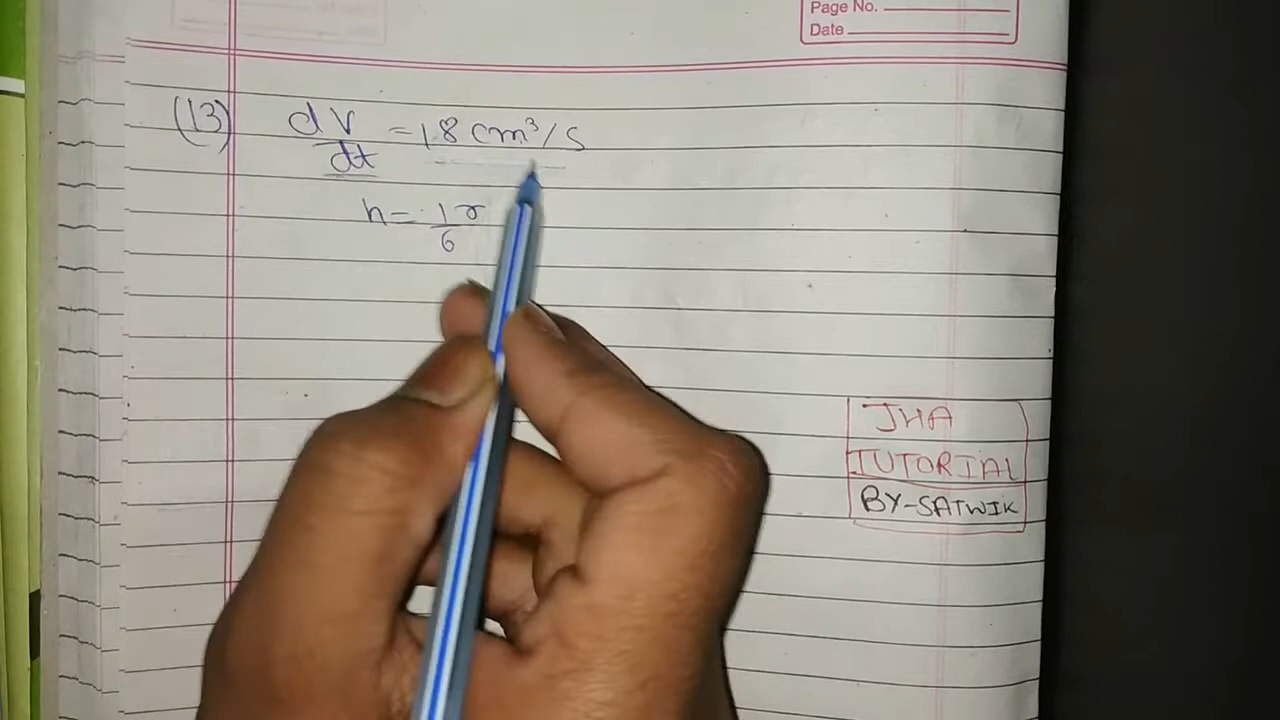 Page No.
Date
(13) dV/dt = 18 cm³/s
h = 1/6 r
JHA
TUTORIAL
BY-SATWIK